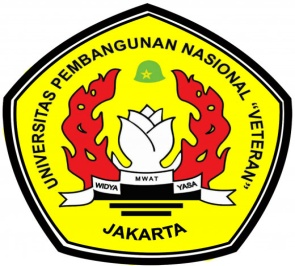 UNIVERSITAS PEMBANGUNAN NASIONAL "VETERAN"
WIDYA MWAT YASA
JAKARTA